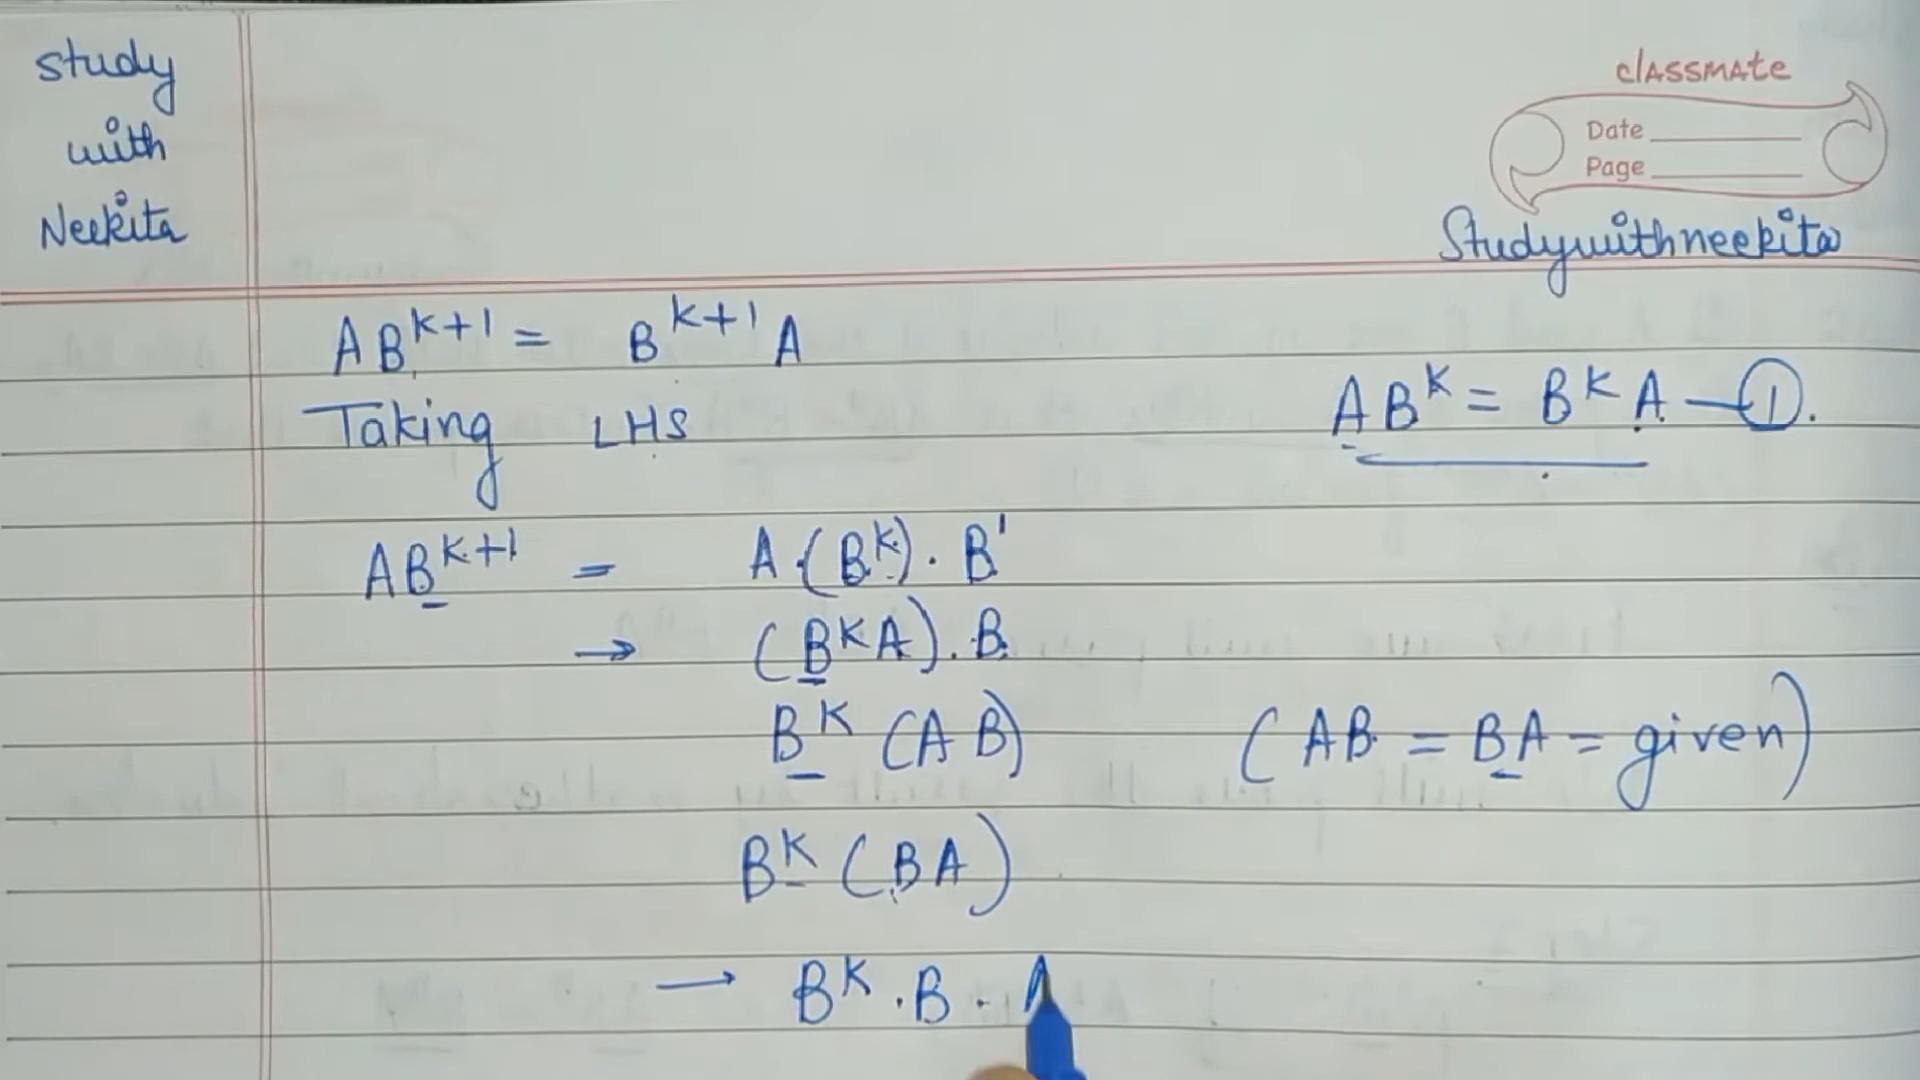 study
with
Neekita
classmate
Date
Page
Studywithneekita
AB^{k+1} = B^{k+1} A
AB^k = B^k A — ①.
Taking LHS
AB^{k+1} = A (B^k) . B^1
→ (B^k A) . B
B^k (AB) (AB = BA = given)
B^k (BA)
→ B^k . B . A